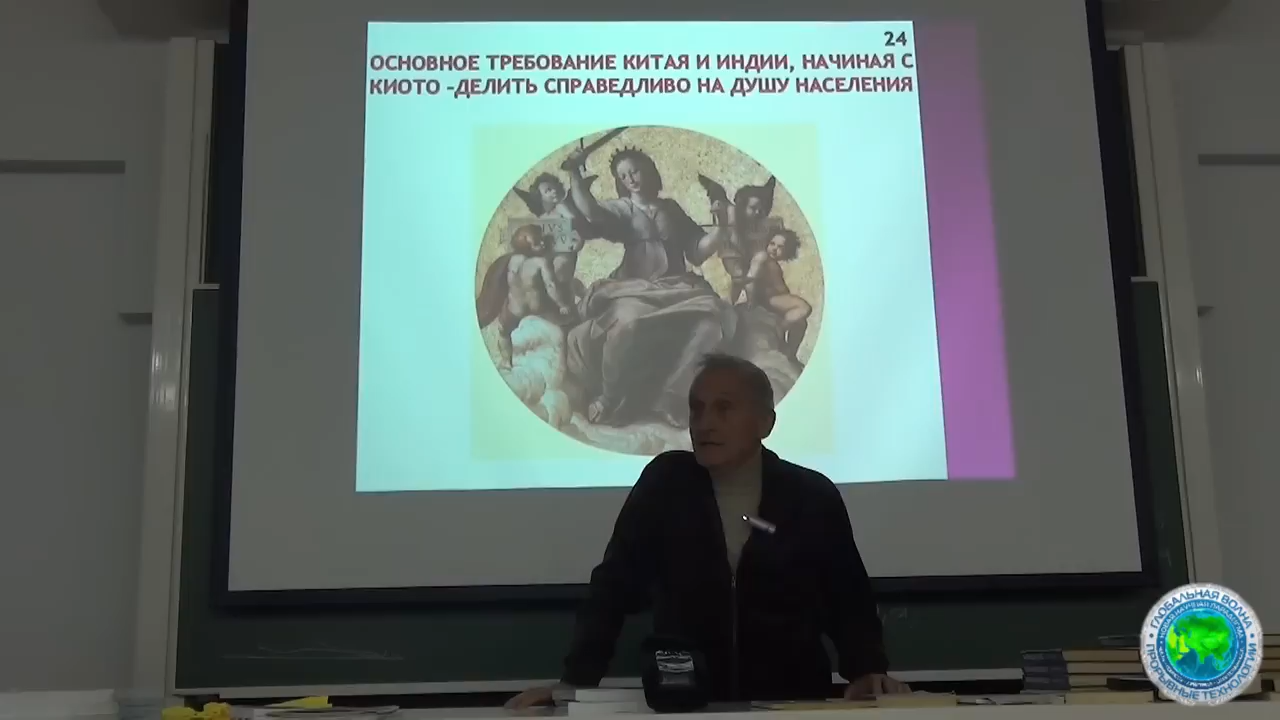 24
ОСНОВНОЕ ТРЕБОВАНИЕ КИТАЯ И ИНДИИ, НАЧИНАЯ С
КИОТО -ДЕЛИТЬ СПРАВЕДЛИВО НА ДУШУ НАСЕЛЕНИЯ
ГЛОБАЛЬНАЯ ВОЛНА
ПРОРЫВНЫЕ ТЕХНОЛОГИИ